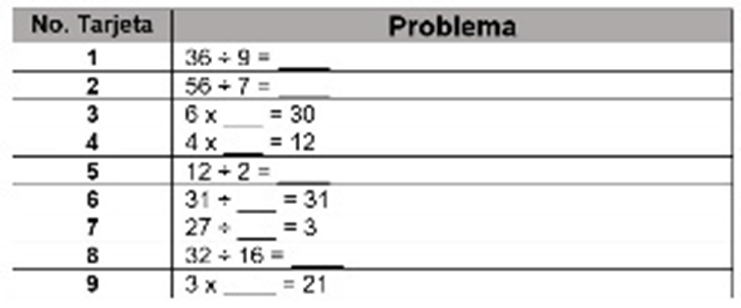 No. Tarjeta Problema
1 36 ÷ 9 = ____
2 56 ÷ 7 = ____
3 6 x ___ = 30
4 4 x ___ = 12
5 12 ÷ 2 = ____
6 31 ÷ ___ = 31
7 27 ÷ ___ = 3
8 32 ÷ 16 = ____
9 3 x ____ = 21